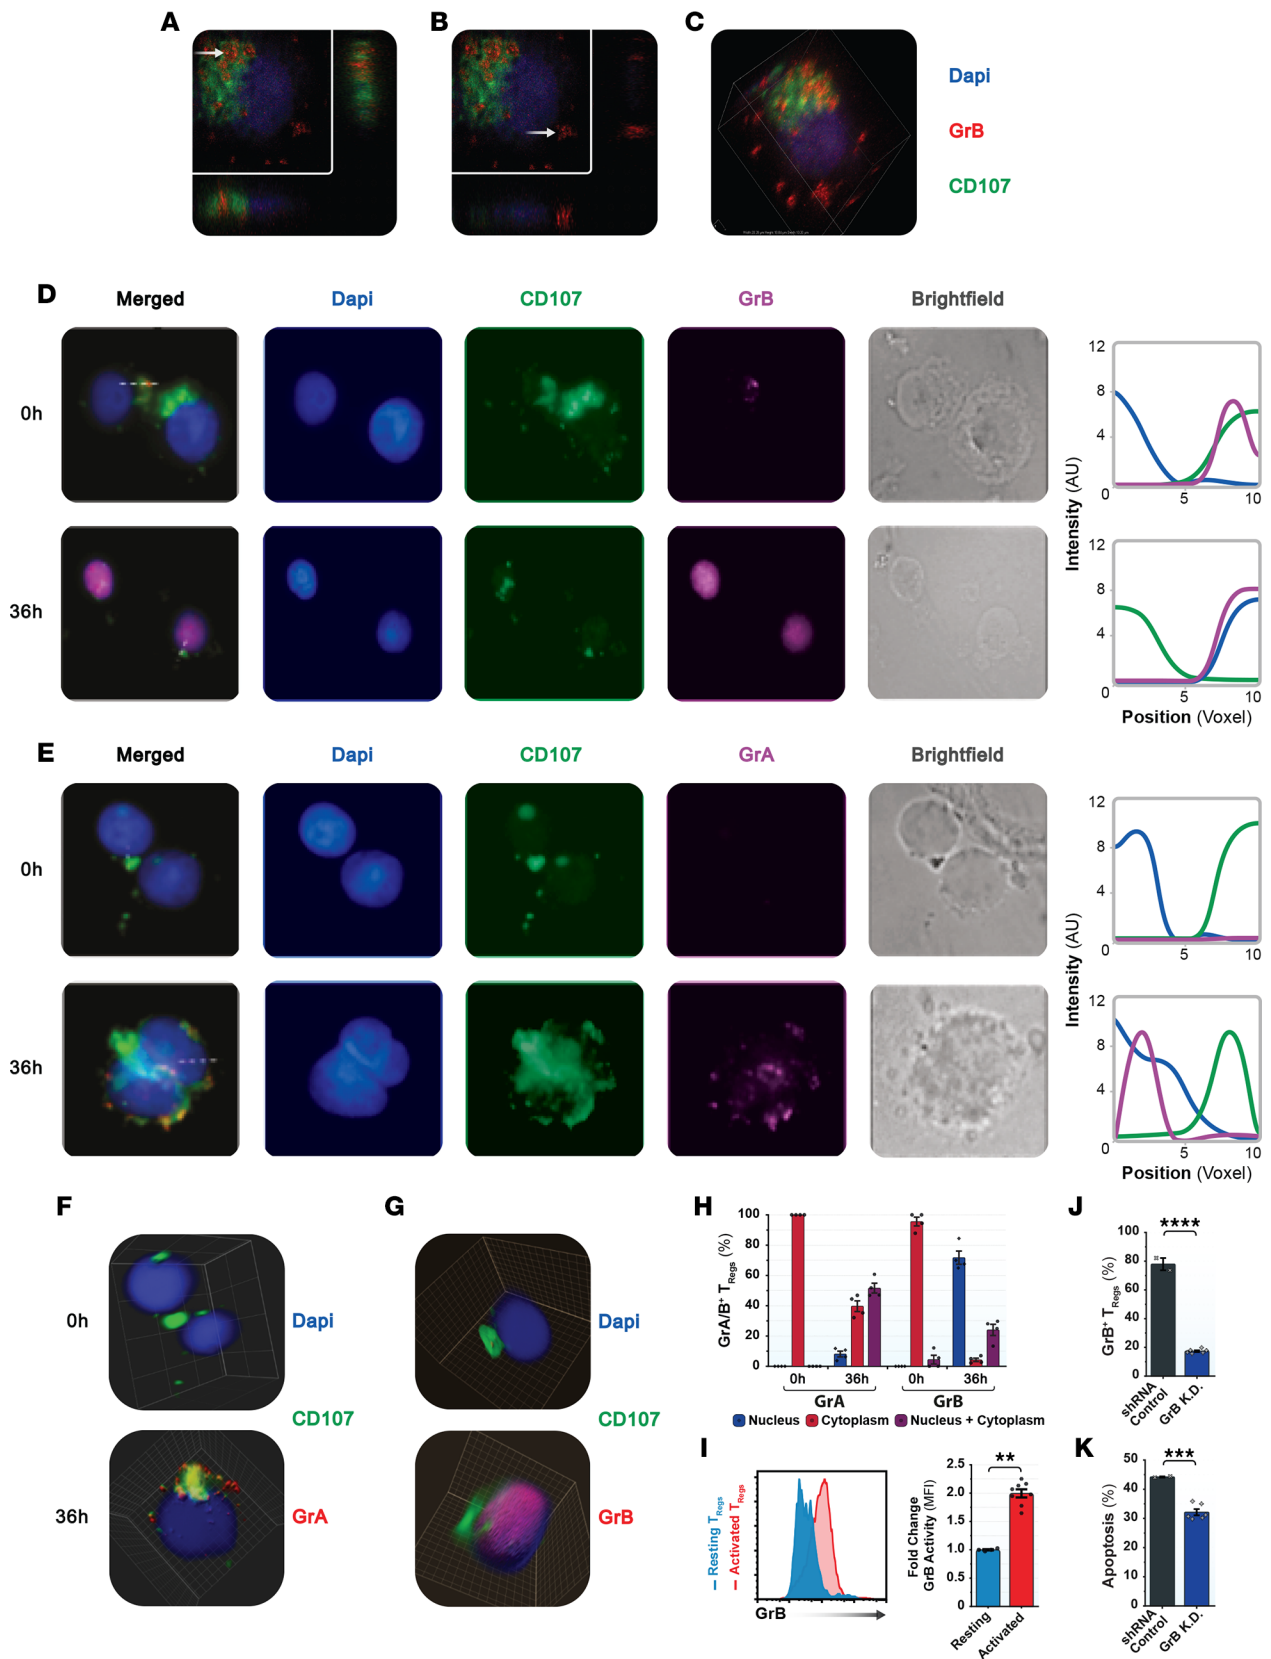 A
B
C
Dapi
GrB
CD107
D
Merged
Dapi
CD107
GrB
Brightfield
0h
36h
12
8
4
0
5
10
12
8
4
0
5
10
Intensity (AU)
Position (Voxel)
E
Merged
Dapi
CD107
GrA
Brightfield
0h
36h
12
8
4
0
5
10
12
8
4
0
5
10
Intensity (AU)
Position (Voxel)
F
0h
36h
Dapi
CD107
GrA
G
Dapi
CD107
GrB
H
GrA/B+ TRegs (%)
100
80
60
40
20
0
0h
36h
0h
36h
GrA
GrB
Nucleus
Cytoplasm
Nucleus + Cytoplasm
I
Resting TRegs
Activated TRegs
GrB
Fold Change
GrB Activity (MFI)
2.5
2.0
1.5
1.0
0.5
0
**
Resting
Activated
J
GrB+ TRegs (%)
100
80
60
40
20
0
****
shRNA
Control
GrB K.D.
K
Apoptosis (%)
50
40
30
20
10
0
***
shRNA
Control
GrB K.D.